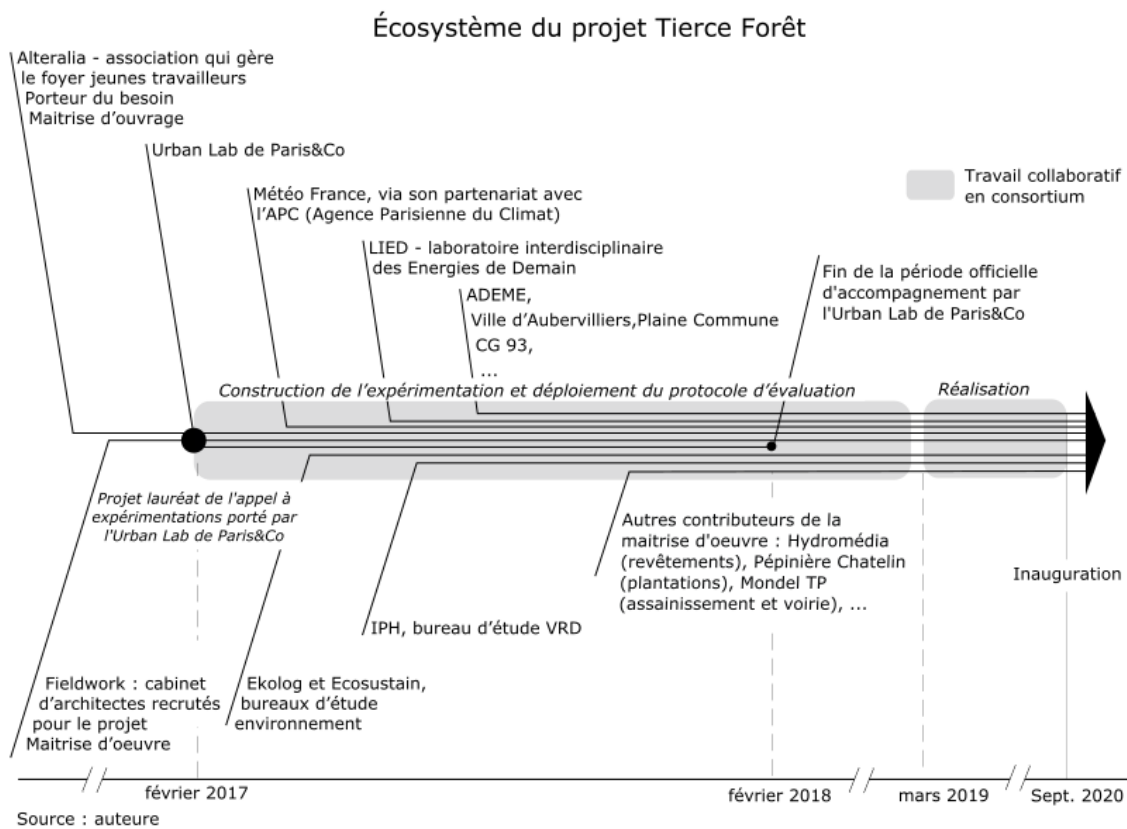 Écosystème du projet Tierce Forêt
Alteralia - association qui gère
le foyer jeunes travailleurs
Porteur du besoin
Maitrise d'ouvrage
Urban Lab de Paris&Co
Météo France, via son partenariat avec
l'APC (Agence Parisienne du Climat)
LIED - laboratoire interdisciplinaire
des Energies de Demain
ADEME,
Ville d'Aubervilliers,Plaine Commune
CG 93,
...
Travail collaboratif
en consortium
Fin de la période officielle
d'accompagnement par
l'Urban Lab de Paris&Co
Construction de l'expérimentation et déploiement du protocole d'évaluation
Réalisation
Projet lauréat de l'appel à
expérimentations porté par
l'Urban Lab de Paris&Co
Autres contributeurs de la
maitrise d'oeuvre : Hydromédia
(revêtements), Pépinière Chatelin
(plantations), Mondel TP
(assainissement et voirie), ...
Inauguration
IPH, bureau d'étude VRD
Fieldwork : cabinet
d'architectes recrutés
pour le projet
Maitrise d'oeuvre
Ekolog et Ecosustain,
bureaux d'étude
environnement
février 2017
février 2018
mars 2019
Sept. 2020
Source : auteure